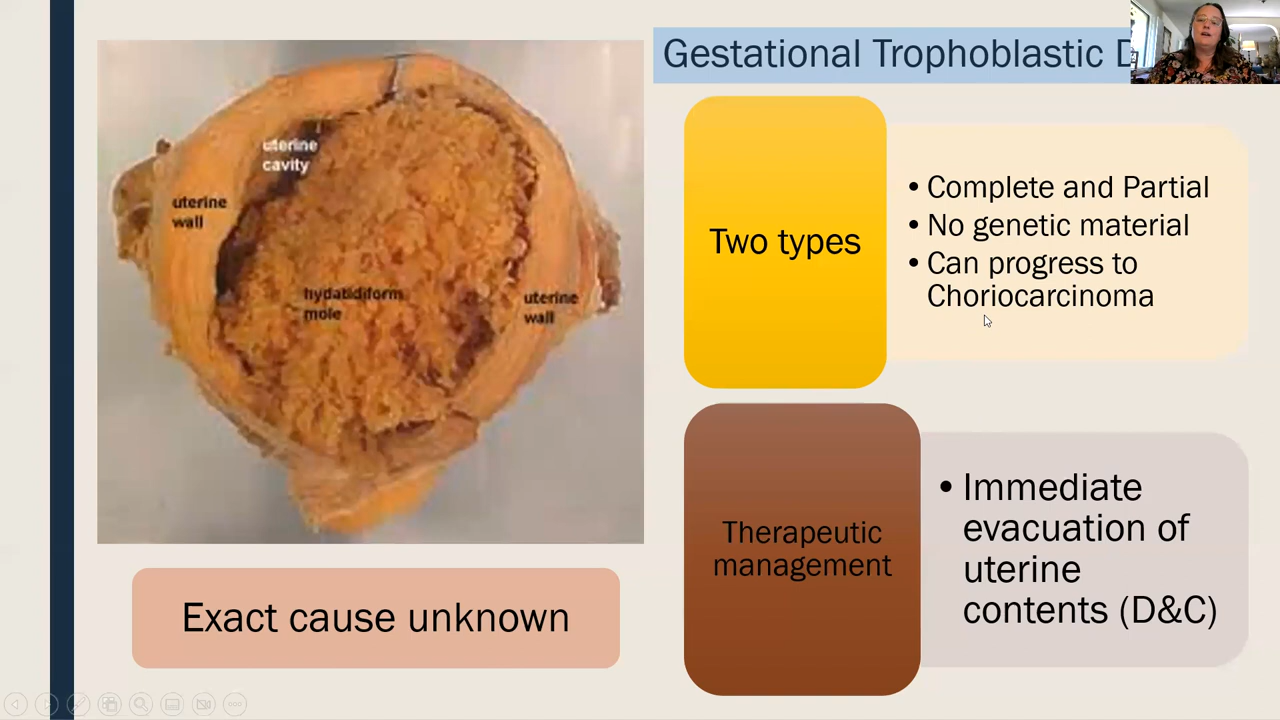 Gestational Trophoblastic D
uterine
cavity
uterine
wall
hydatidiform
mole
uterine
wall
Exact cause unknown
Two types
• Complete and Partial
• No genetic material
• Can progress to
Choriocarcinoma
Therapeutic
management
• Immediate
evacuation of
uterine
contents (D&C)